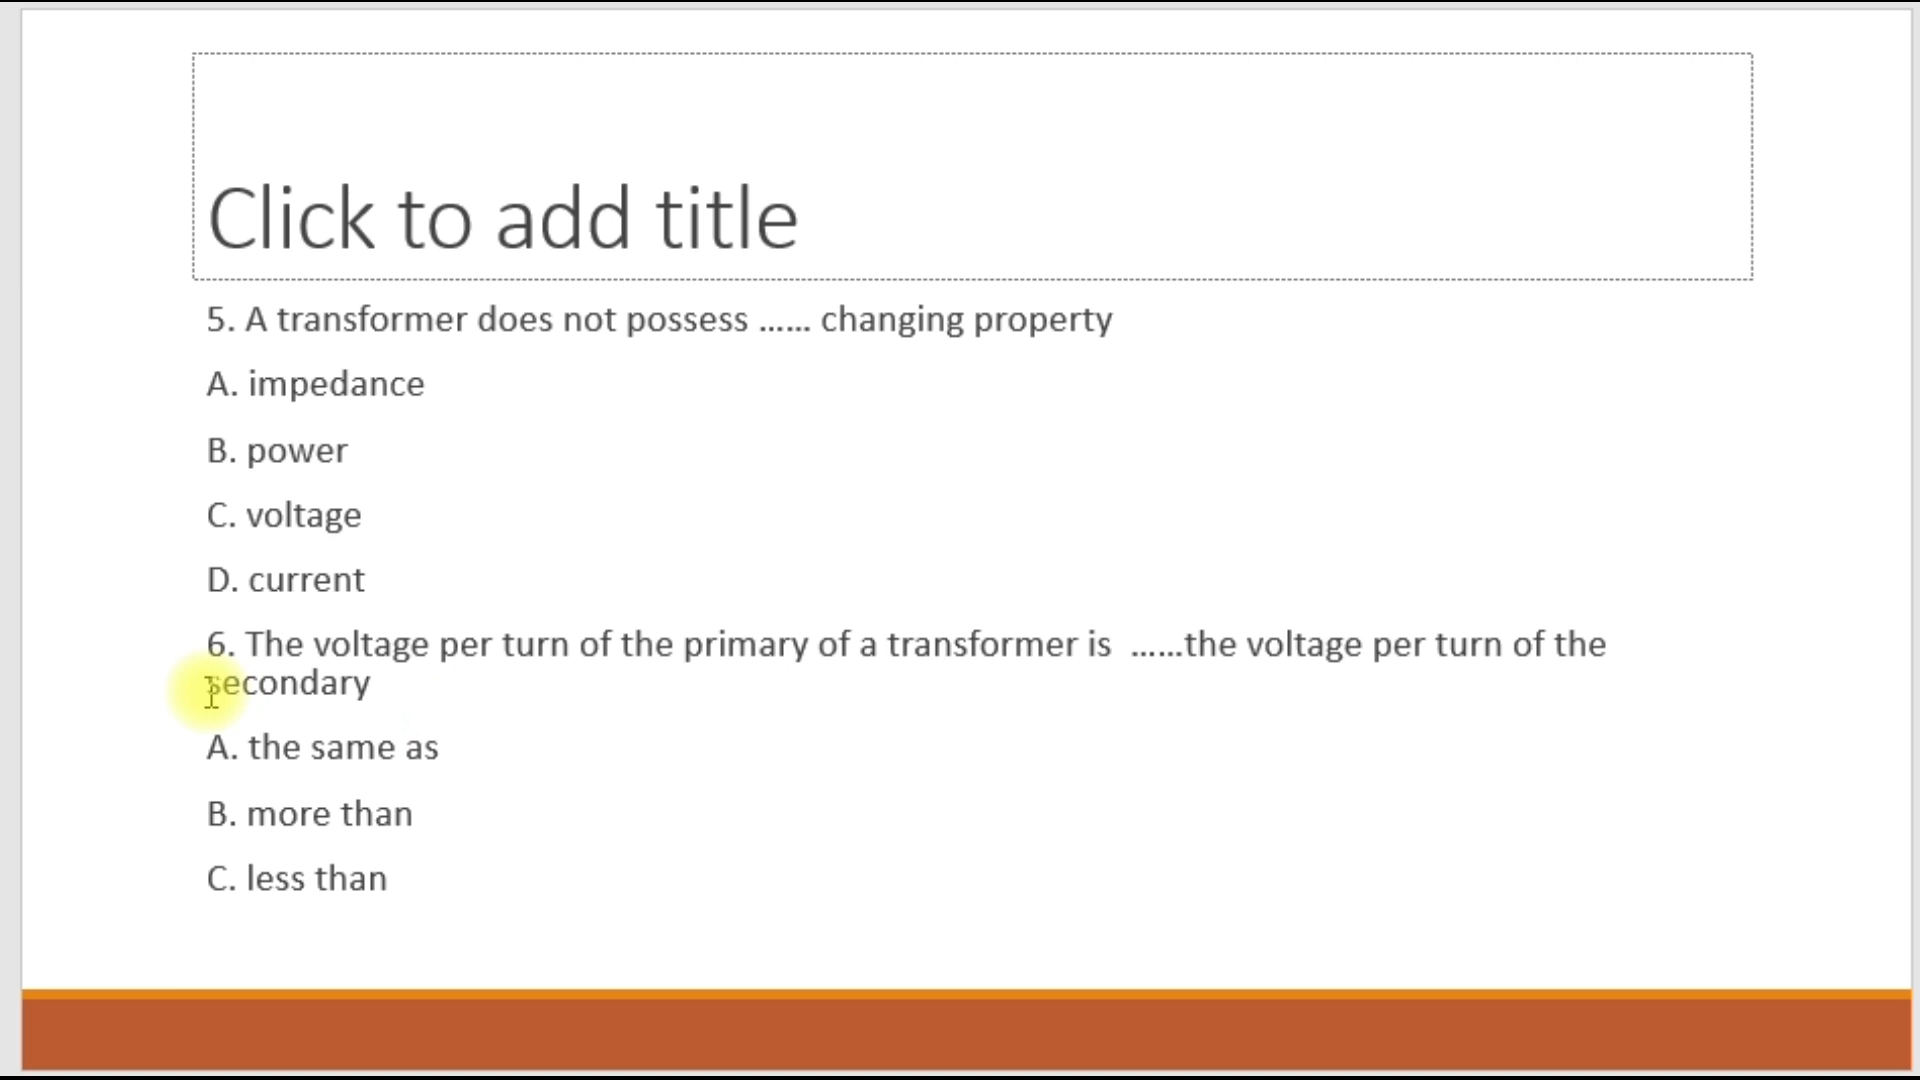 Click to add title
5. A transformer does not possess ...... changing property
A. impedance
B. power
C. voltage
D. current
6. The voltage per turn of the primary of a transformer is  ......the voltage per turn of the
secondary
A. the same as
B. more than
C. less than